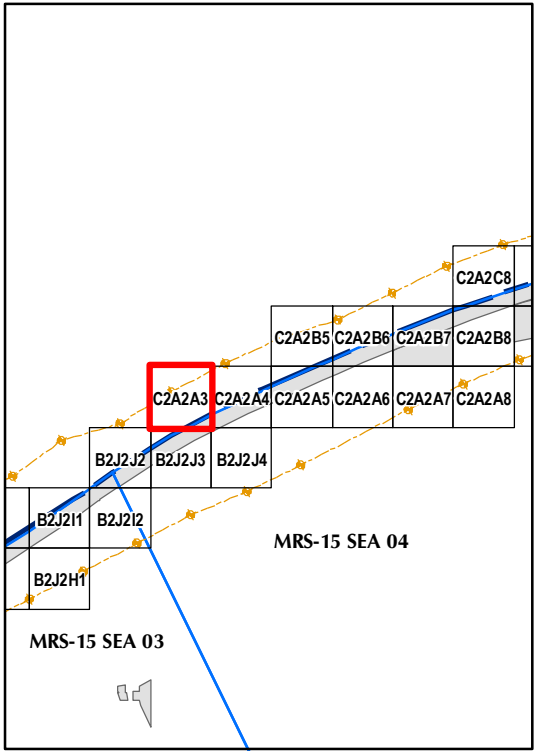 C2A2C8
C2A2B5 C2A2B6 C2A2B7 C2A2B8
C2A2A3 C2A2A4 C2A2A5 C2A2A6 C2A2A7 C2A2A8
B2J2J2 B2J2J3 B2J2J4
B2J2I1 B2J2I2
MRS-15 SEA 04
B2J2H1
MRS-15 SEA 03